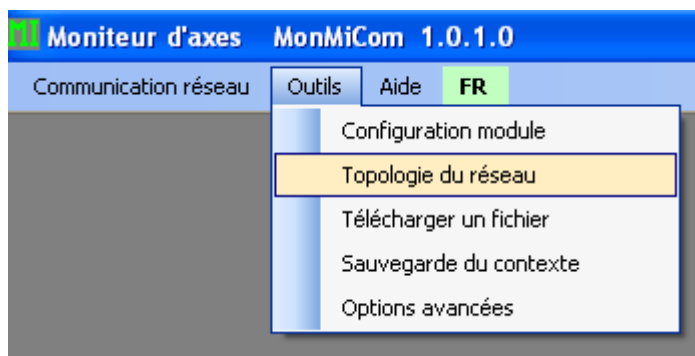 MI Moniteur d'axes MonMiCom 1.0.1.0
Communication réseau Outils Aide FR
Configuration module
Topologie du réseau
Télécharger un fichier
Sauvegarde du contexte
Options avancées